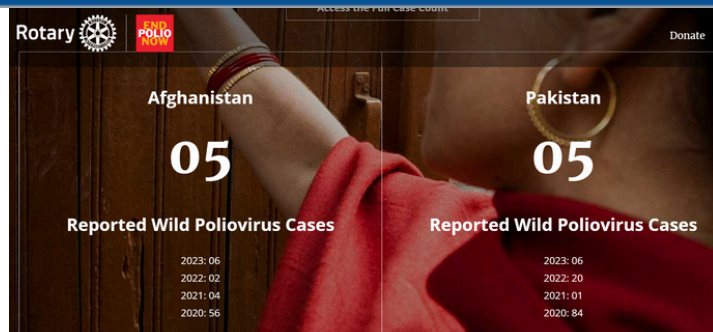 Access the Full Case Count
Rotary
END
POLIO
NOW
Donate
Afghanistan
05
Reported Wild Poliovirus Cases
2023: 06
2022: 02
2021: 04
2020: 56
Pakistan
05
Reported Wild Poliovirus Cases
2023: 06
2022: 20
2021: 01
2020: 84